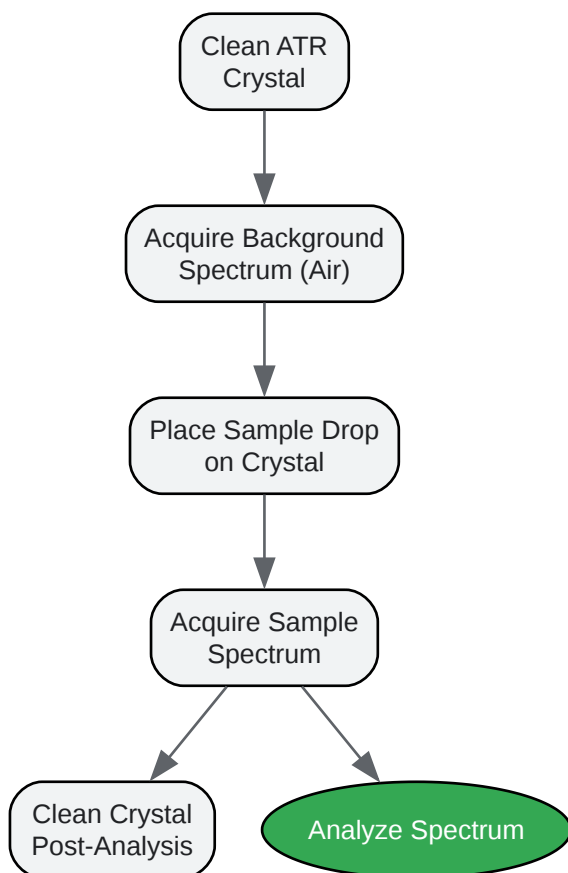 Clean ATR
Crystal
Acquire Background
Spectrum (Air)
Place Sample Drop
on Crystal
Acquire Sample
Spectrum
Clean Crystal
Post-Analysis
Analyze Spectrum